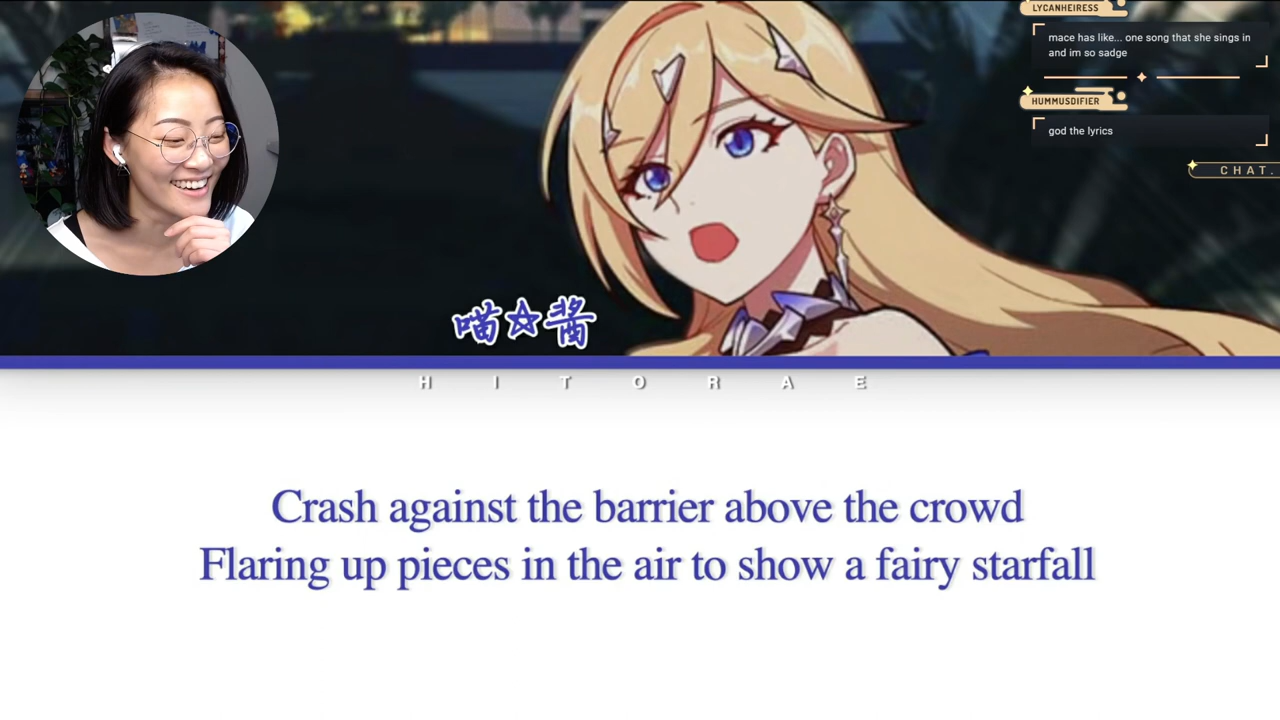 LYCANHEIRESS
mace has like... one song that she sings in
and im so sadge
HUMMUSDIFIER
god the lyrics
CHAT.
喵☆酱
HITORAE
Crash against the barrier above the crowd
Flaring up pieces in the air to show a fairy starfall